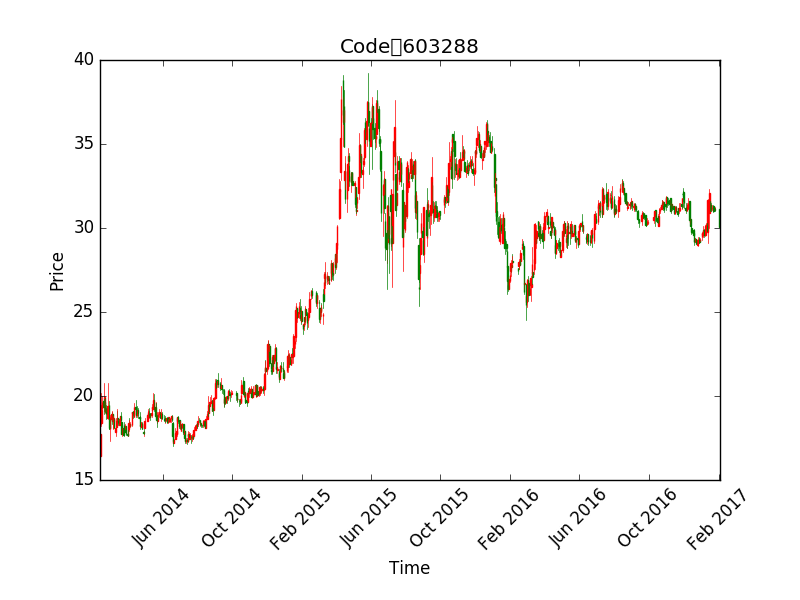 Code▯603288
40
35
30
25
20
15
Price
Jun 2014
Oct 2014
Feb 2015
Jun 2015
Oct 2015
Feb 2016
Jun 2016
Oct 2016
Feb 2017
Time